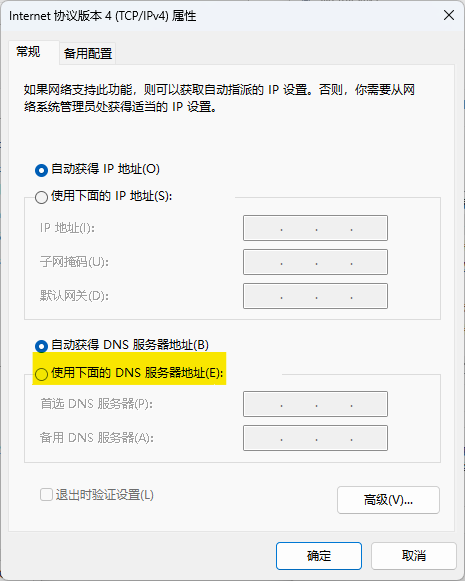 Internet 协议版本 4 (TCP/IPv4) 属性
常规
备用配置
如果网络支持此功能，则可以获取自动指派的 IP 设置。否则，你需要从网
络系统管理员处获得适当的 IP 设置。
自动获得 IP 地址(O)
使用下面的 IP 地址(S):
IP 地址(I):
子网掩码(U):
默认网关(D):
自动获得 DNS 服务器地址(B)
使用下面的 DNS 服务器地址(E):
首选 DNS 服务器(P):
备用 DNS 服务器(A):
退出时验证设置(L)
高级(V)...
确定
取消